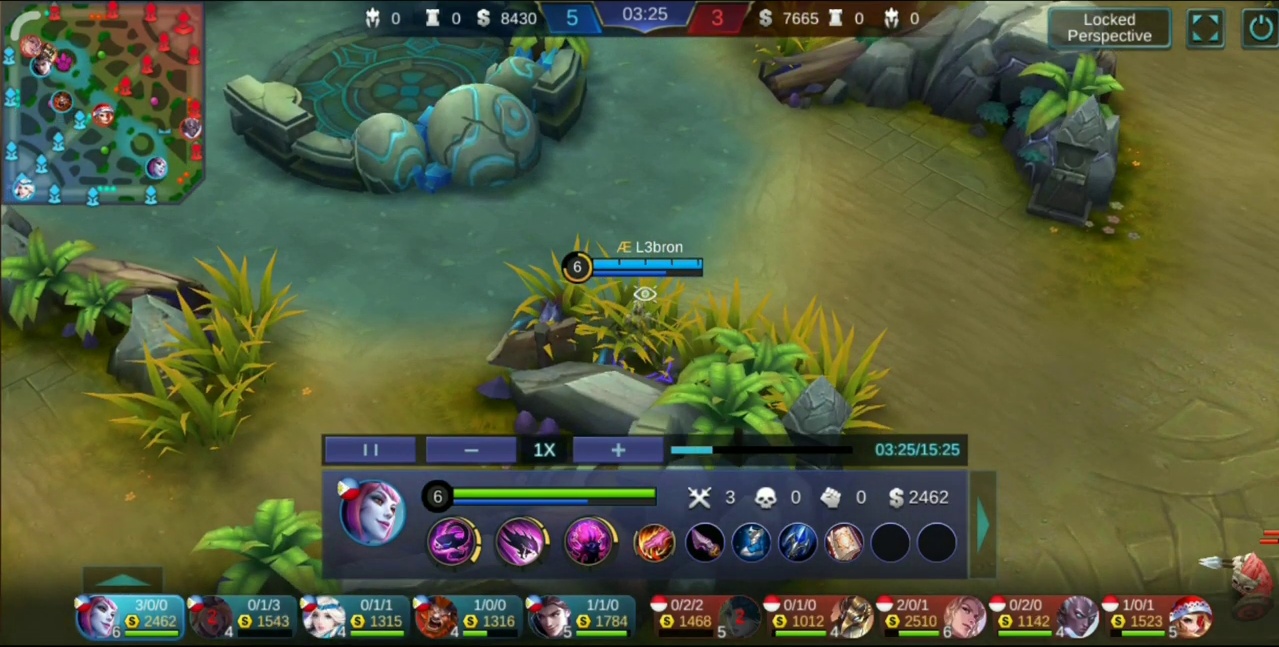 0 0 $ 8430 5 03:25 3 $ 7665 0 0
Locked
Perspective
Æ L3bron
6
1X
03:25/15:25
6 3 0 0 $ 2462
3/0/0 0/1/3 0/1/1 1/0/0 1/1/0 0/2/2 0/1/0 2/0/1 0/2/0 1/0/1
6 $ 2462 2 4 $ 1543 4 $ 1315 4 $ 1316 5 $ 1784 $ 1468 5 2 $ 1012 4 $ 2510 6 $ 1142 4 $ 1523 5